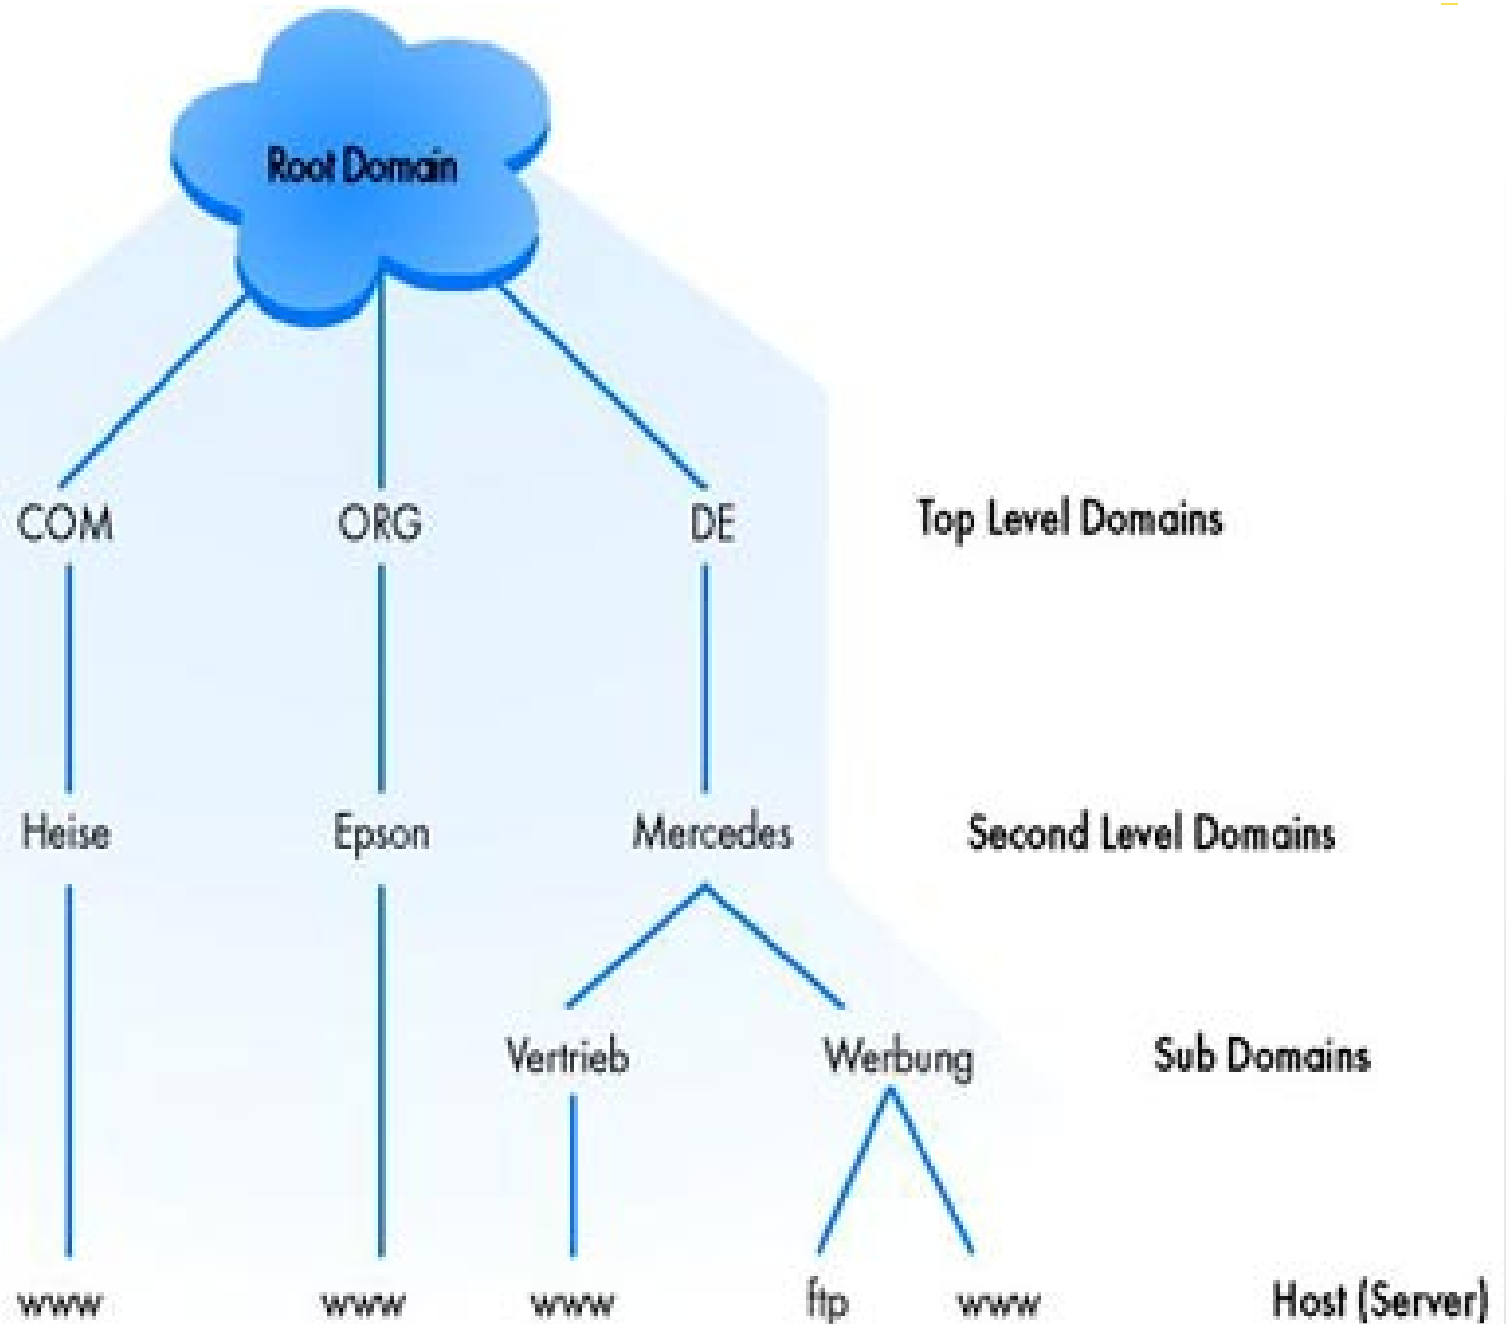 Root Domain
COM ORG DE Top Level Domains
Heise Epson Mercedes Second Level Domains
Vertrieb Werbung Sub Domains
www www www ftp www Host (Server)